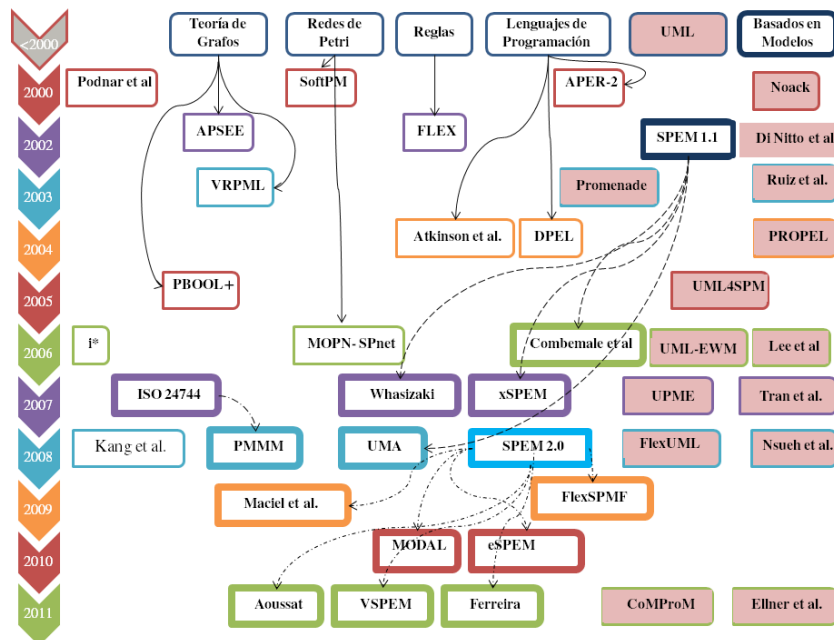 <2000
Teoría de
Grafos
Redes de
Petri
Reglas
Lenguajes de
Programación
UML
Basados en
Modelos
2000
Podnar et al
SoftPM
APER-2
Noack
2002
APSEE
FLEX
SPEM 1.1
Di Nitto et al
2003
VRPML
Promenade
Ruiz et al.
2004
Atkinson et al.
DPEL
PROPEL
2005
PBOOL+
UML4SPM
2006
i*
MOPN- SPnet
Combemale et al
UML-EWM
Lee et al
2007
ISO 24744
Whasizaki
xSPEM
UPME
Tran et al.
2008
Kang et al.
PMMM
UMA
SPEM 2.0
FlexUML
Nsueh et al.
2009
Maciel et al.
FlexSPMF
2010
MODAL
eSPEM
2011
Aoussat
VSPEM
Ferreira
CoMProM
Ellner et al.